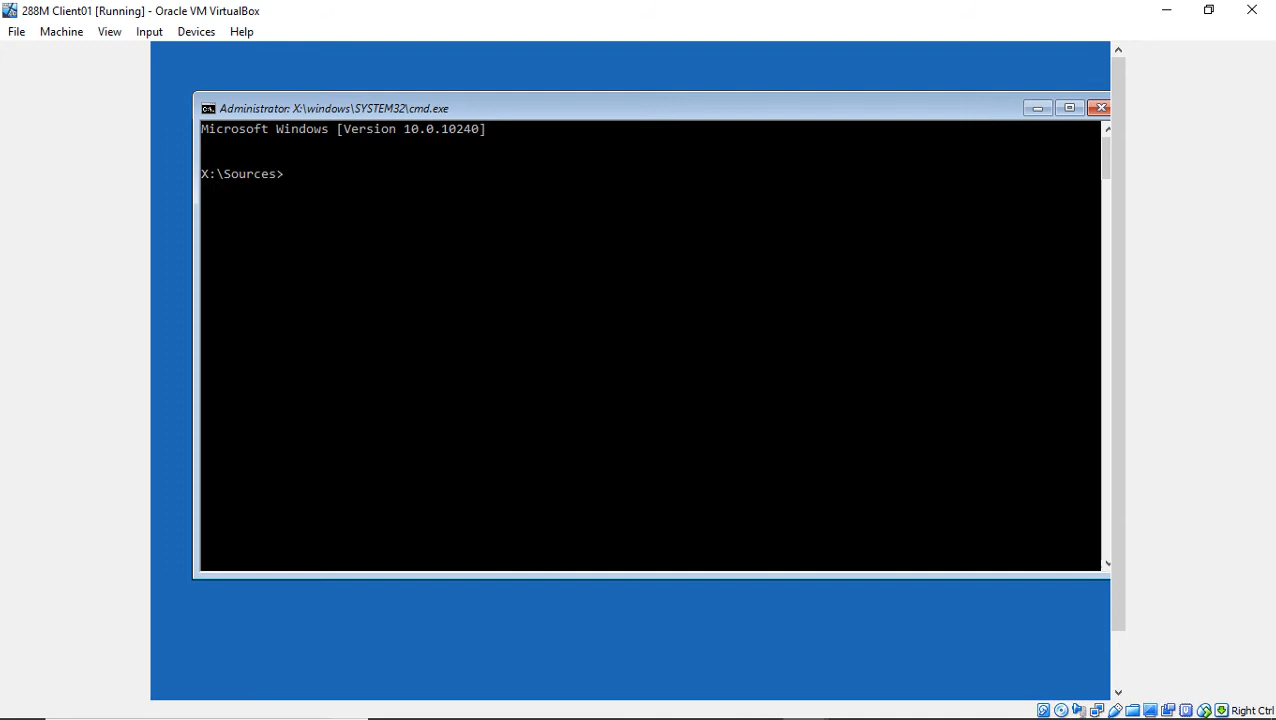 288M Client01 [Running] - Oracle VM VirtualBox
File Machine View Input Devices Help
Administrator: X:\windows\SYSTEM32\cmd.exe
Microsoft Windows [Version 10.0.10240]
X:\Sources>
Right Ctrl